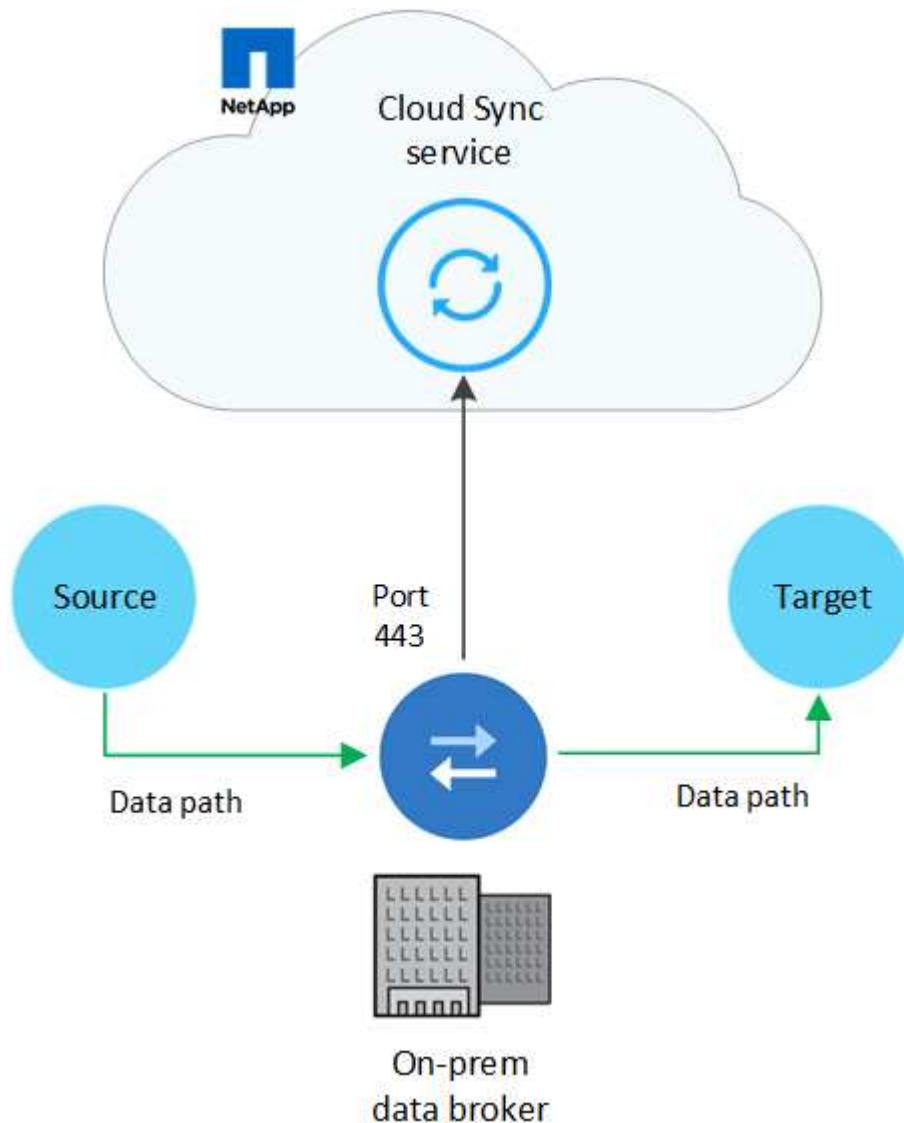 NetApp
Cloud Sync
service
Source
Port
443
Target
Data path
Data path
On-prem
data broker